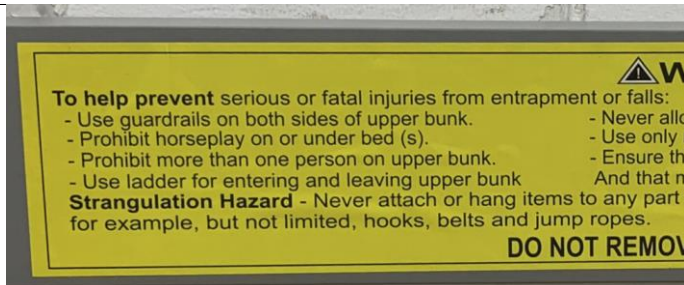 To help prevent serious or fatal injuries from entrapment or falls:
- Use guardrails on both sides of upper bunk.
- Prohibit horseplay on or under bed (s).
- Prohibit more than one person on upper bunk.
- Use ladder for entering and leaving upper bunk
- Never
- Use only
- Ensure
And that
Strangulation Hazard - Never attach or hang items to any part
for example, but not limited, hooks, belts and jump ropes.
DO NOT